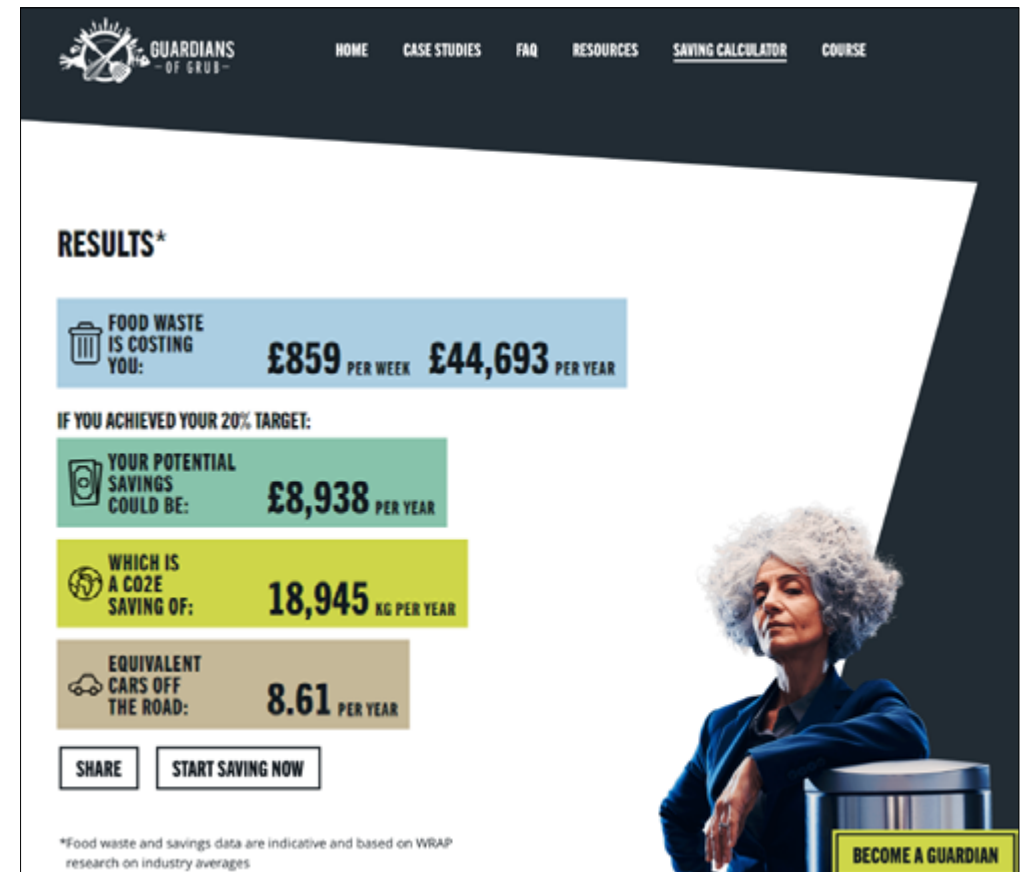 GUARDIANS
-OF GRUB-
HOME CASE STUDIES FAQ RESOURCES SAVING CALCULATOR COURSE
RESULTS*
FOOD WASTE
IS COSTING
YOU:
£859 PER WEEK £44,693 PER YEAR
IF YOU ACHIEVED YOUR 20% TARGET:
YOUR POTENTIAL
SAVINGS
COULD BE:
£8,938 PER YEAR
WHICH IS
A CO2E
SAVING OF:
18,945 KG PER YEAR
EQUIVALENT
CARS OFF
THE ROAD:
8.61 PER YEAR
SHARE START SAVING NOW
*Food waste and savings data are indicative and based on WRAP
research on industry averages
BECOME A GUARDIAN